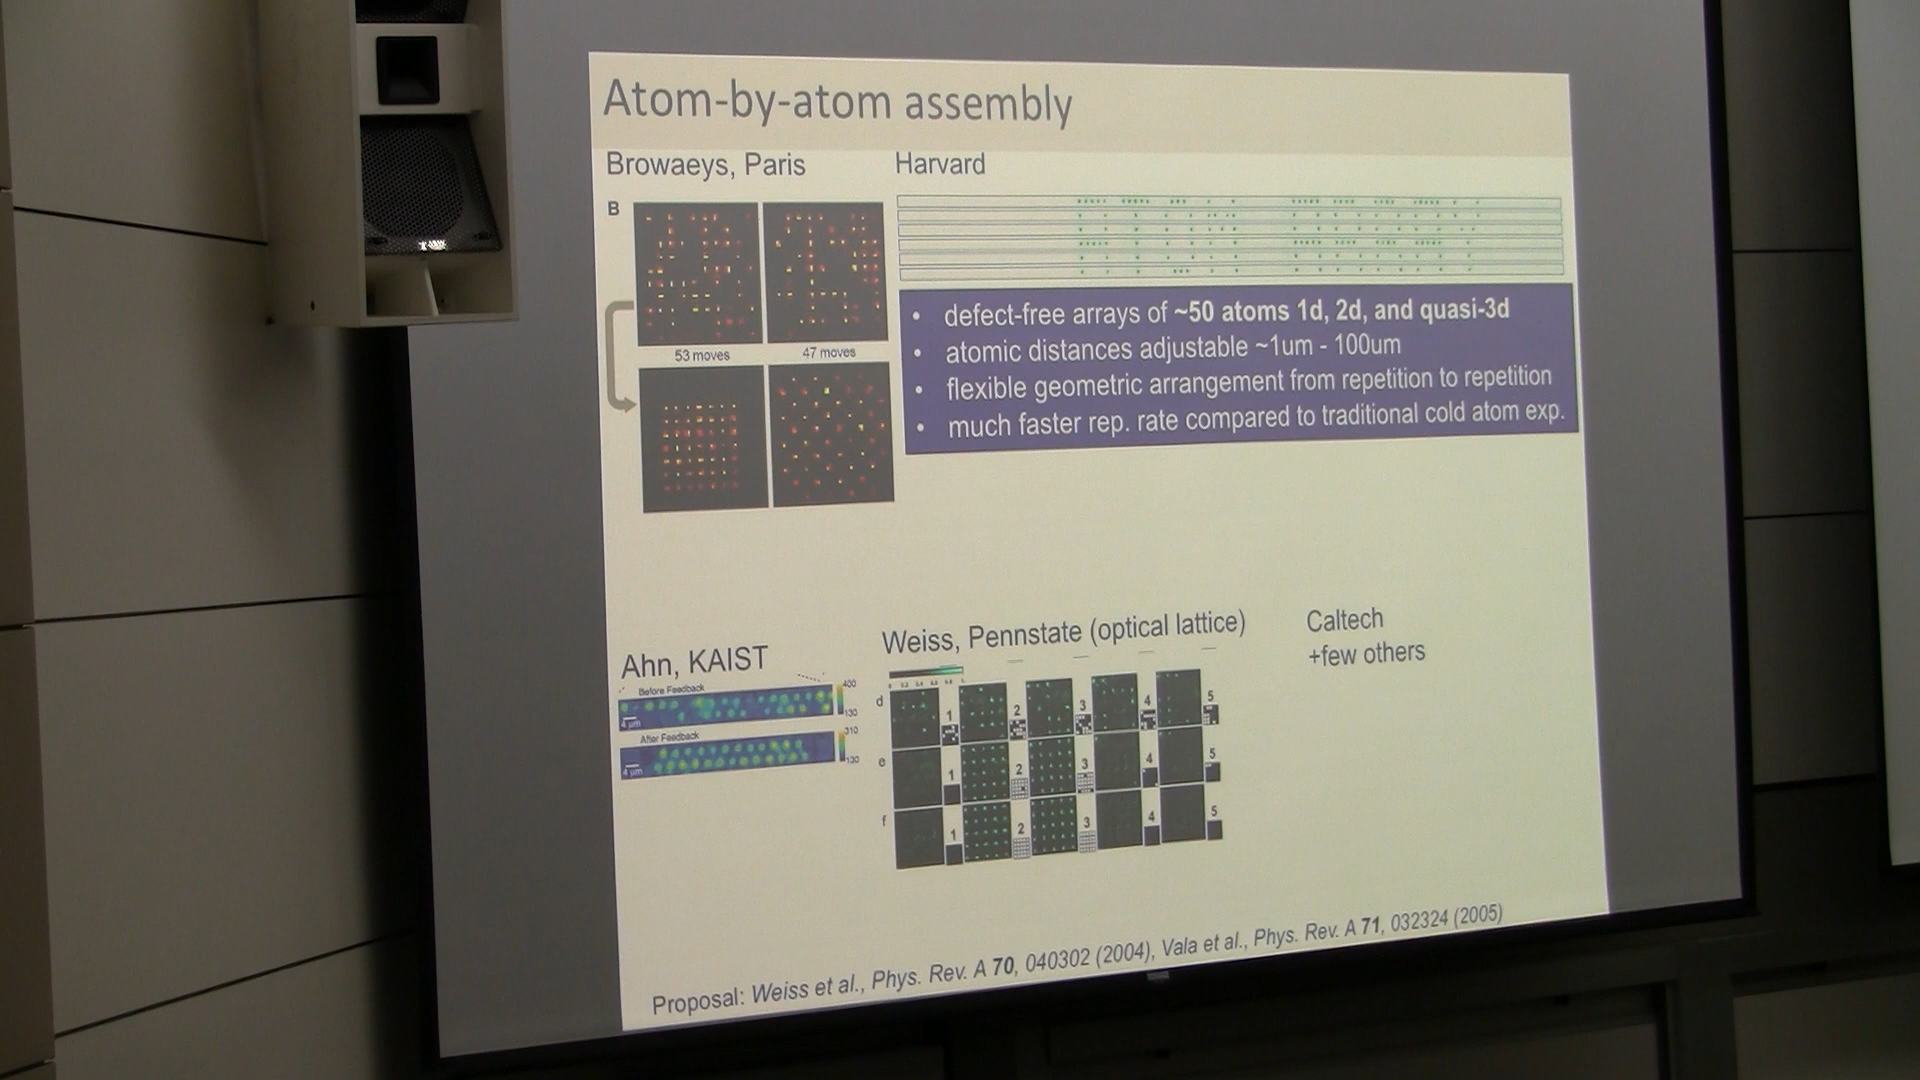 Atom-by-atom assembly
Browaeys, Paris
Harvard
B
53 moves
47 moves
• defect-free arrays of ~50 atoms 1d, 2d, and quasi-3d
• atomic distances adjustable ~1um - 100um
• flexible geometric arrangement from repetition to repetition
• much faster rep. rate compared to traditional cold atom exp.
Ahn, KAIST
Before Feedback
400
130
4 µm
After Feedback
310
130
4 µm
Weiss, Pennstate (optical lattice)
d
1
2
3
4
5
e
1
2
3
4
5
f
1
2
3
4
5
Caltech
+few others
Proposal: Weiss et al., Phys. Rev. A 70, 040302 (2004), Vala et al., Phys. Rev. A 71, 032324 (2005)